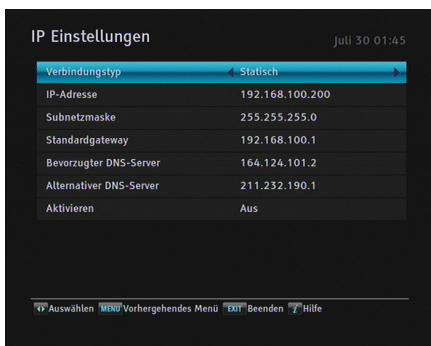 IP Einstellungen
Juli 30 01:45
Verbindungstyp Statisch
IP-Adresse 192.168.100.200
Subnetzmaske 255.255.255.0
Standardgateway 192.168.100.1
Bevorzugter DNS-Server 164.124.101.2
Alternativer DNS-Server 211.232.190.1
Aktivieren Aus
Auswählen MENU Vorhergehendes Menü EXIT Beenden i Hilfe